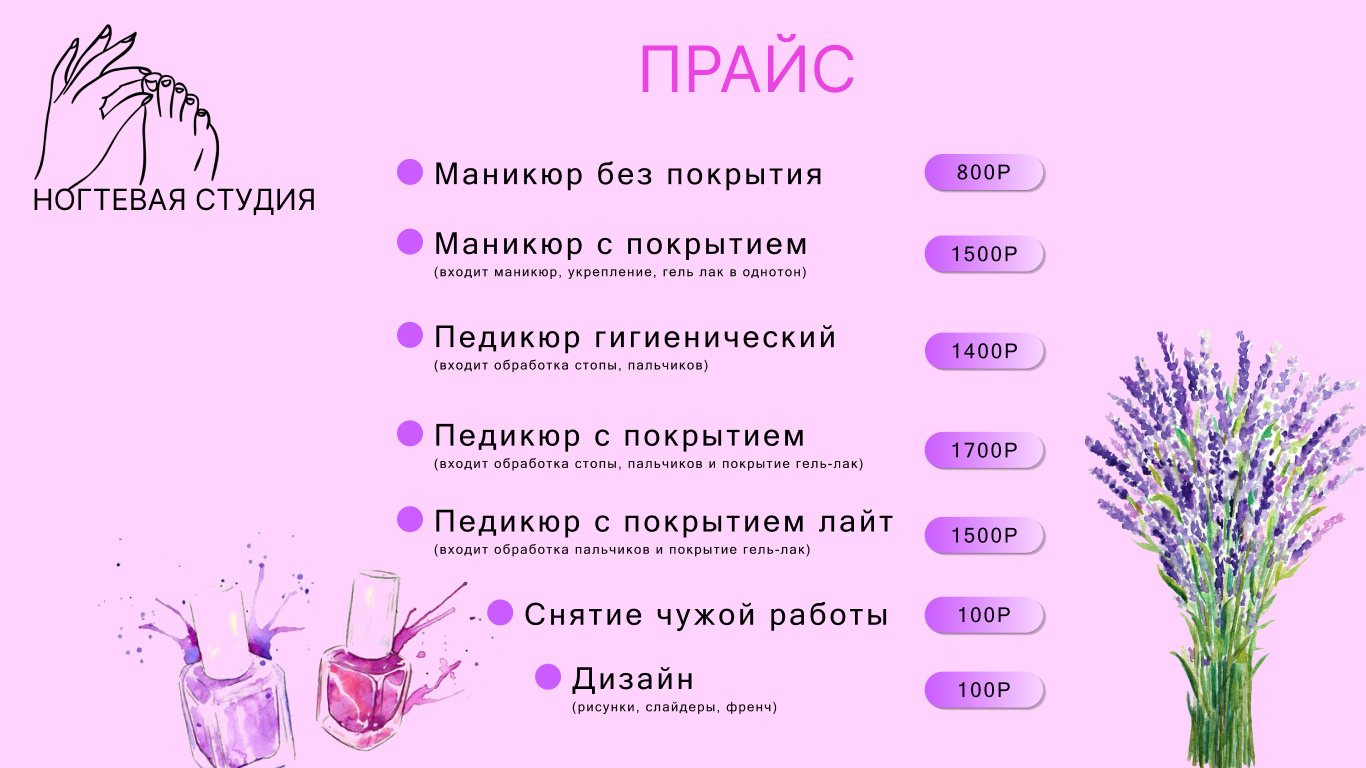 ПРАЙС
НОГТЕВАЯ СТУДИЯ
Маникюр без покрытия 800Р
Маникюр с покрытием 1500Р
(входит маникюр, укрепление, гель лак в однотон)
Педикюр гигиенический 1400Р
(входит обработка стопы, пальчиков)
Педикюр с покрытием 1700Р
(входит обработка стопы, пальчиков и покрытие гель-лак)
Педикюр с покрытием лайт 1500Р
(входит обработка пальчиков и покрытие гель-лак)
Снятие чужой работы 100Р
Дизайн 100Р
(рисунки, слайдеры, френч)